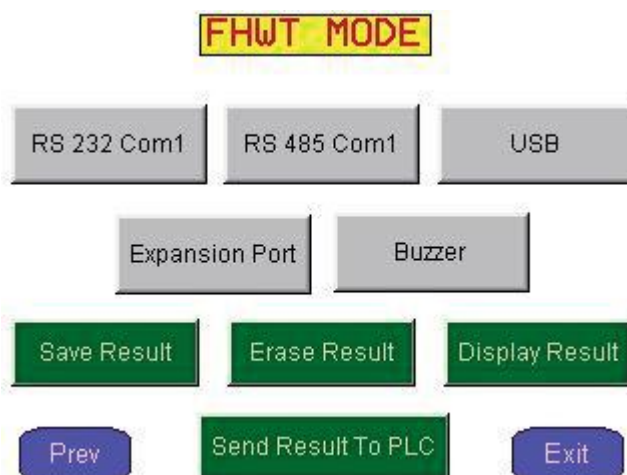 FHWT MODE
RS 232 Com1 RS 485 Com1 USB
Expansion Port Buzzer
Save Result Erase Result Display Result
Prev Send Result To PLC Exit